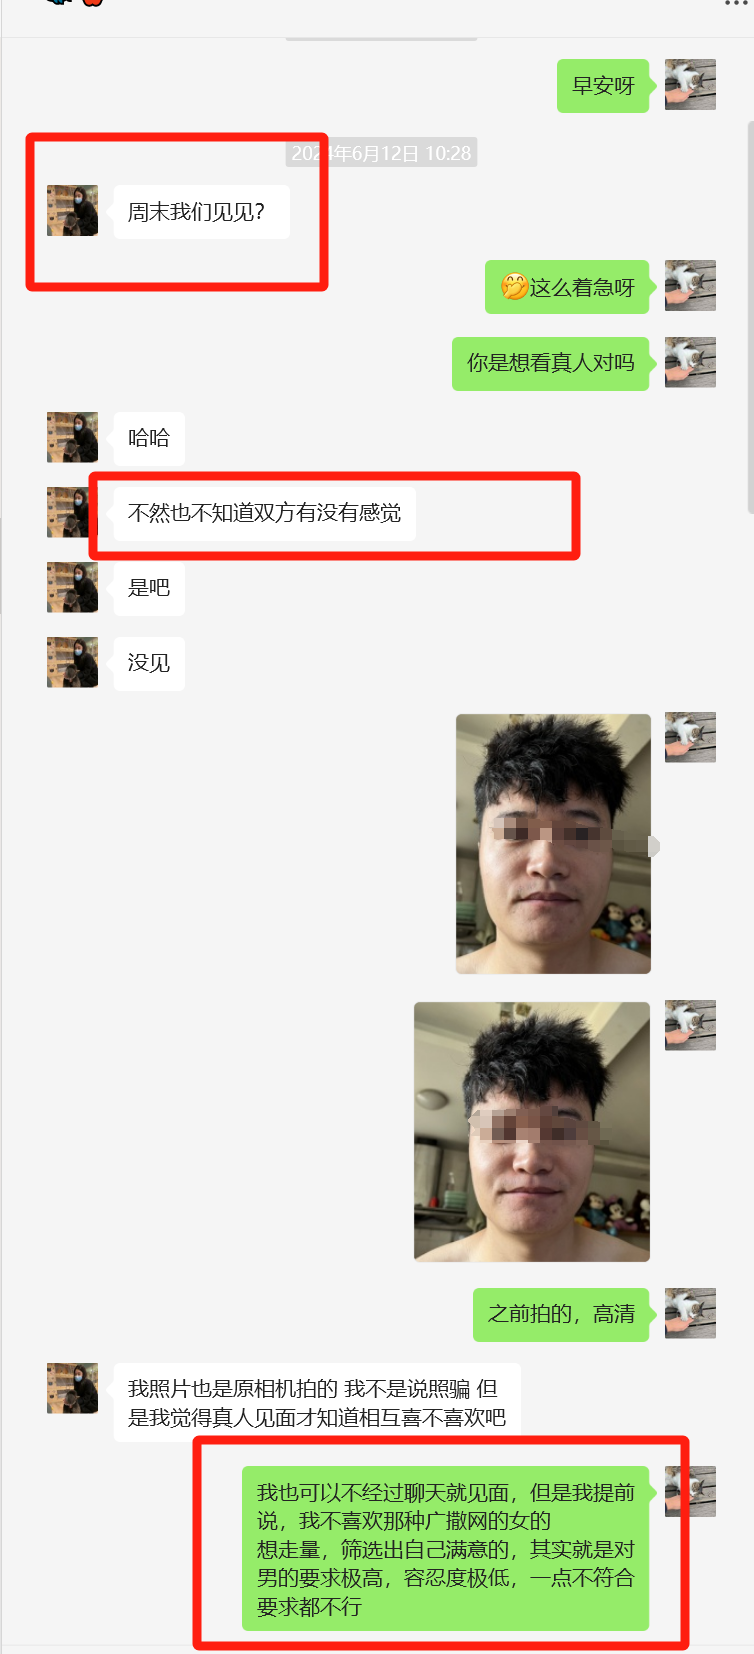 早安呀
2024年6月12日 10:28
周末我们见见？
这么着急呀
你是想看真人对吗
哈哈
不然也不知道双方有没有感觉
是吧
没见
之前拍的，高清
我照片也是原相机拍的 我不是说照骗 但
是我觉得真人见面才知道相互喜不喜欢吧
我也可以不经过聊天就见面，但是我提前
说，我不喜欢那种广撒网的女的
想走量，筛选出自己满意的，其实就是对
男的要求极高，容忍度极低，一点不符合
要求都不行